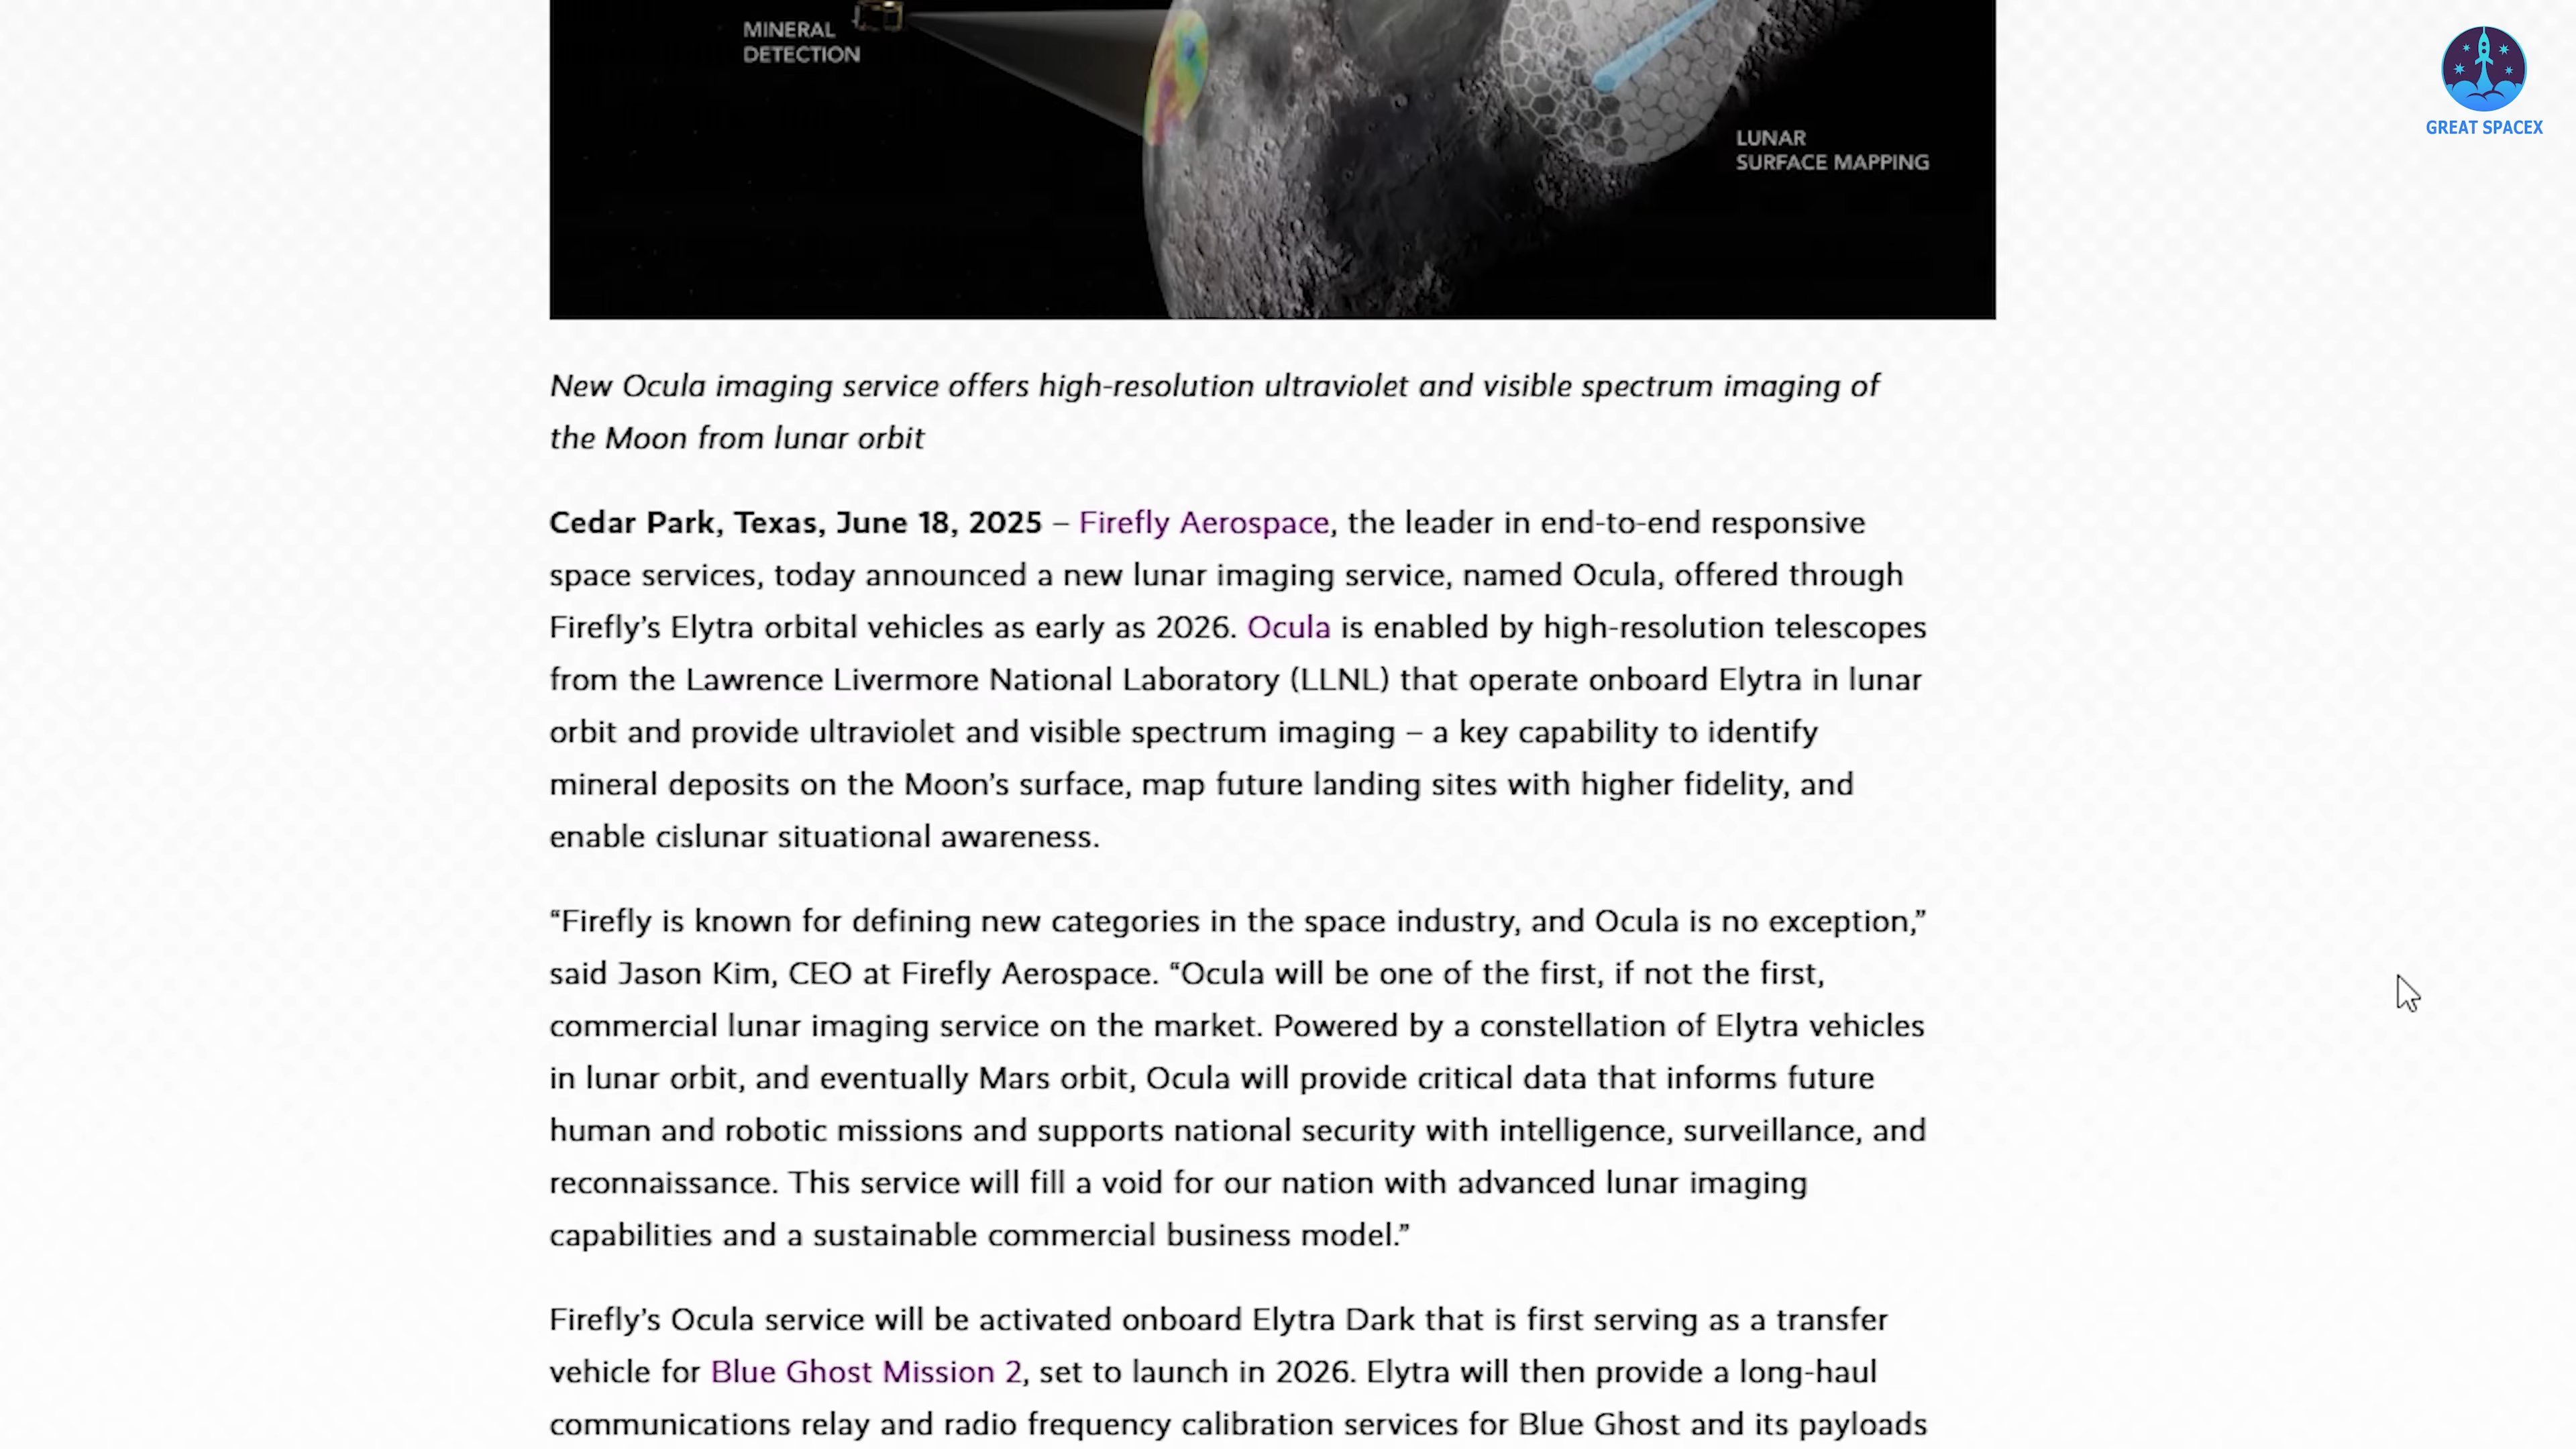 MINERAL
DETECTION
GREAT SPACEX
LUNAR
SURFACE MAPPING
New Ocula imaging service offers high-resolution ultraviolet and visible spectrum imaging of
the Moon from lunar orbit
Cedar Park, Texas, June 18, 2025 – Firefly Aerospace, the leader in end-to-end responsive
space services, today announced a new lunar imaging service, named Ocula, offered through
Firefly’s Elytra orbital vehicles as early as 2026. Ocula is enabled by high-resolution telescopes
from the Lawrence Livermore National Laboratory (LLNL) that operate onboard Elytra in lunar
orbit and provide ultraviolet and visible spectrum imaging – a key capability to identify
mineral deposits on the Moon’s surface, map future landing sites with higher fidelity, and
enable cislunar situational awareness.
“Firefly is known for defining new categories in the space industry, and Ocula is no exception,”
said Jason Kim, CEO at Firefly Aerospace. “Ocula will be one of the first, if not the first,
commercial lunar imaging service on the market. Powered by a constellation of Elytra vehicles
in lunar orbit, and eventually Mars orbit, Ocula will provide critical data that informs future
human and robotic missions and supports national security with intelligence, surveillance, and
reconnaissance. This service will fill a void for our nation with advanced lunar imaging
capabilities and a sustainable commercial business model.”
Firefly’s Ocula service will be activated onboard Elytra Dark that is first serving as a transfer
vehicle for Blue Ghost Mission 2, set to launch in 2026. Elytra will then provide a long-haul
communications relay and radio frequency calibration services for Blue Ghost and its payloads